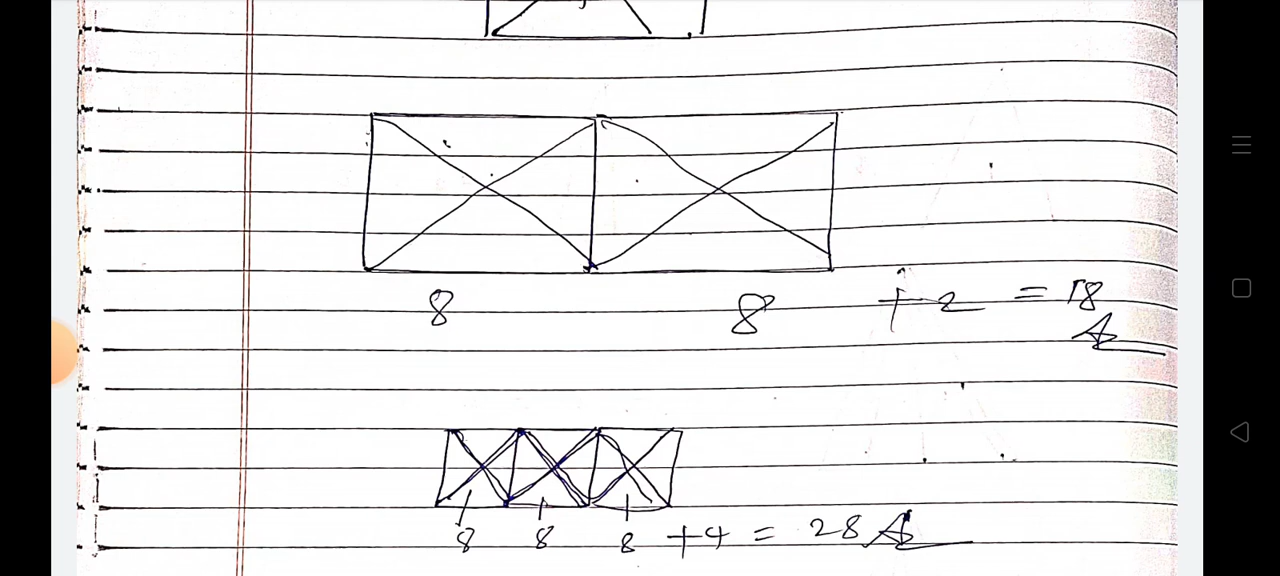 8 8 + 2 = 18
8 8 8 + 4 = 28